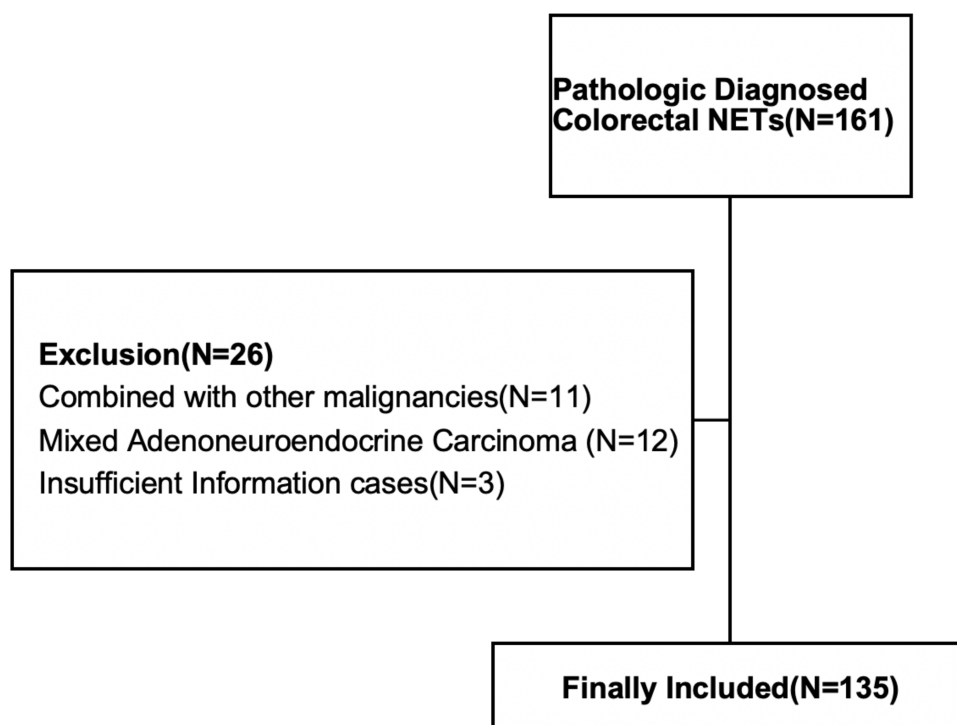 Pathologic Diagnosed
Colorectal NETs(N=161)
Exclusion(N=26)
Combined with other malignancies(N=11)
Mixed Adenoneuroendocrine Carcinoma (N=12)
Insufficient Information cases(N=3)
Finally Included(N=135)